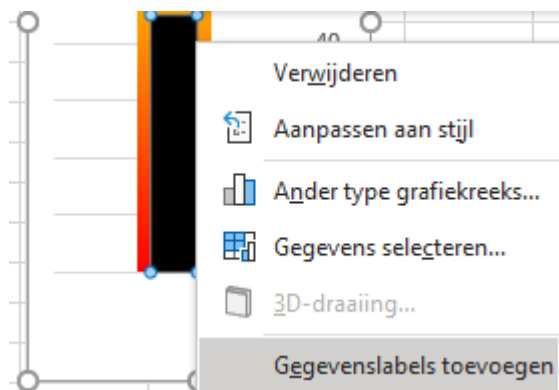 40
Verwijderen
Aanpassen aan stijl
Ander type grafiekreeks...
Gegevens selecteren...
3D-draaiing...
Gegevenslabels toevoegen